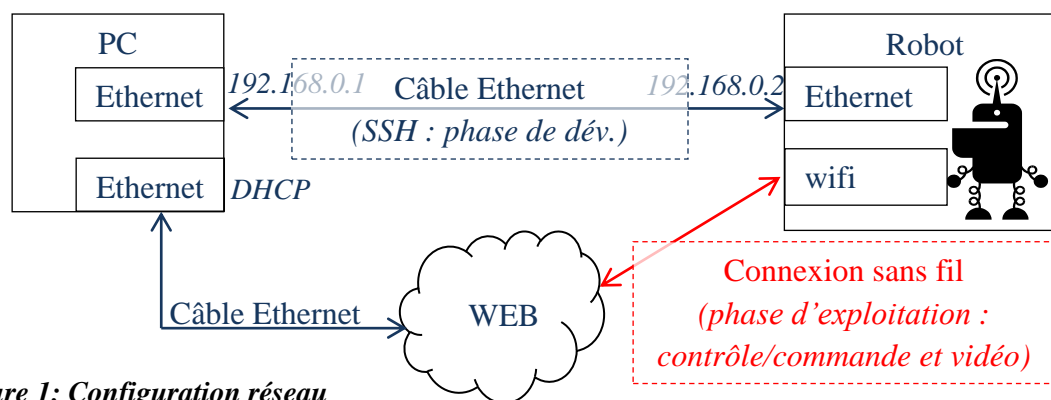 PC
Robot
Ethernet
192.168.0.1
Câble Ethernet
192.168.0.2
Ethernet
(SSH : phase de dév.)
Ethernet
DHCP
wifi
Connexion sans fil
(phase d'exploitation :
contrôle/commande et vidéo)
Câble Ethernet
WEB
ure 1: Configuration réseau